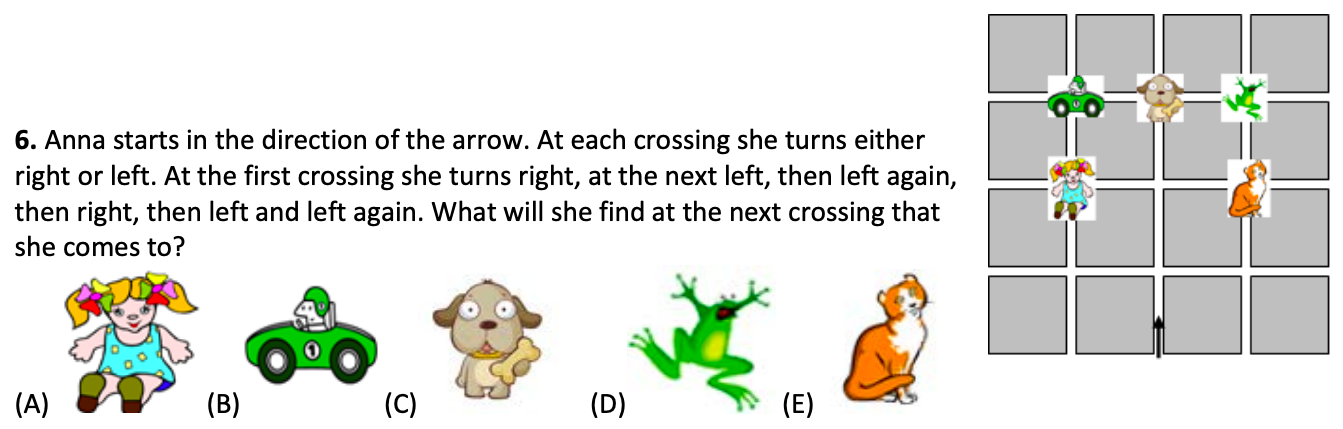 6. Anna starts in the direction of the arrow. At each crossing she turns either
right or left. At the first crossing she turns right, at the next left, then left again,
then right, then left and left again. What will she find at the next crossing that
she comes to?
(A) (B) (C) (D) (E)
1